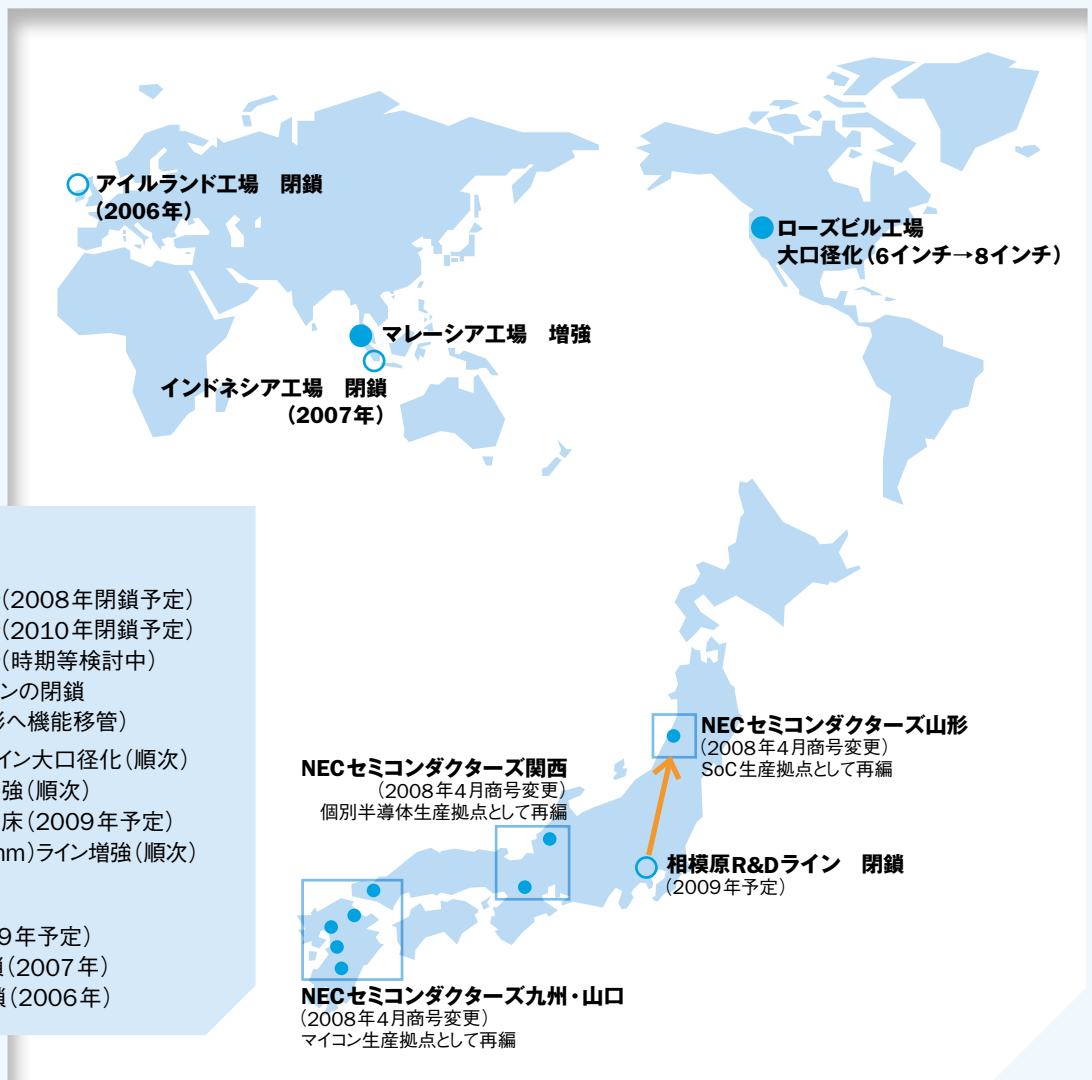 アイルランド工場 閉鎖
(2006年)
ローズビル工場
大口径化(6インチ→8インチ)
マレーシア工場 増強
インドネシア工場 閉鎖
(2007年)
(2008年閉鎖予定)
(2010年閉鎖予定)
(時期等検討中)
ンの閉鎖
へ機能移管)
イン大口径化(順次)
強(順次)
床(2009年予定)
nm)ライン増強(順次)
9年予定)
(2007年)
(2006年)
NECセミコンダクターズ山形
(2008年4月商号変更)
SoC生産拠点として再編
NECセミコンダクターズ関西
(2008年4月商号変更)
個別半導体生産拠点として再編
相模原R&Dライン 閉鎖
(2009年予定)
NECセミコンダクターズ九州・山口
(2008年4月商号変更)
マイコン生産拠点として再編